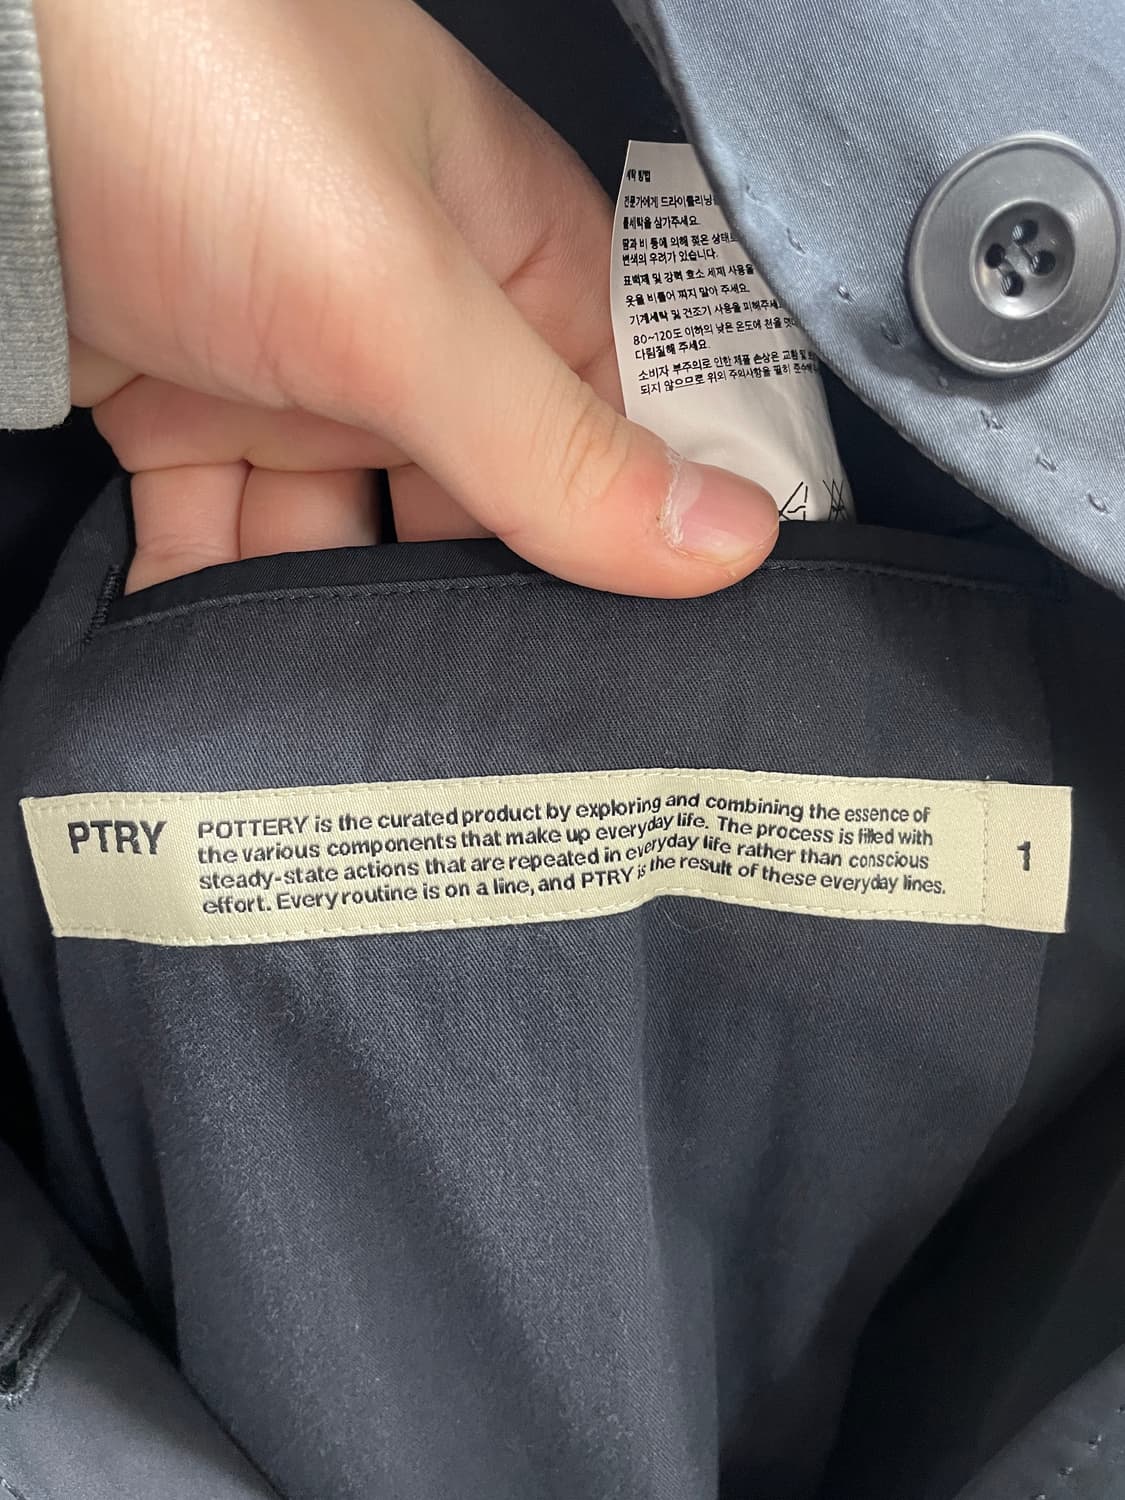 세탁 방법
전문가에게 드라이클리닝
물세탁을 삼가주세요.
땀과 비 등에 의해 젖은 상태로
변색의 우려가 있습니다.
표백제 및 강력 효소 세제 사용을
옷을 비틀어 짜지 말아 주세요.
기계세탁 및 건조기 사용을 피해주세
80~120도 이하의 낮은 온도에 천을
다림질해 주세요.
소비자 부주의로 인한 제품 손상은 교환 및
되지 않으므로 위의 주의사항을 필히
PTRY
POTTERY is the curated product by exploring and combining the essence of
the various components that make up everyday life. The process is filled with
steady-state actions that are repeated in everyday life rather than conscious
effort. Every routine is on a line, and PTRY is the result of these everyday lines.
1